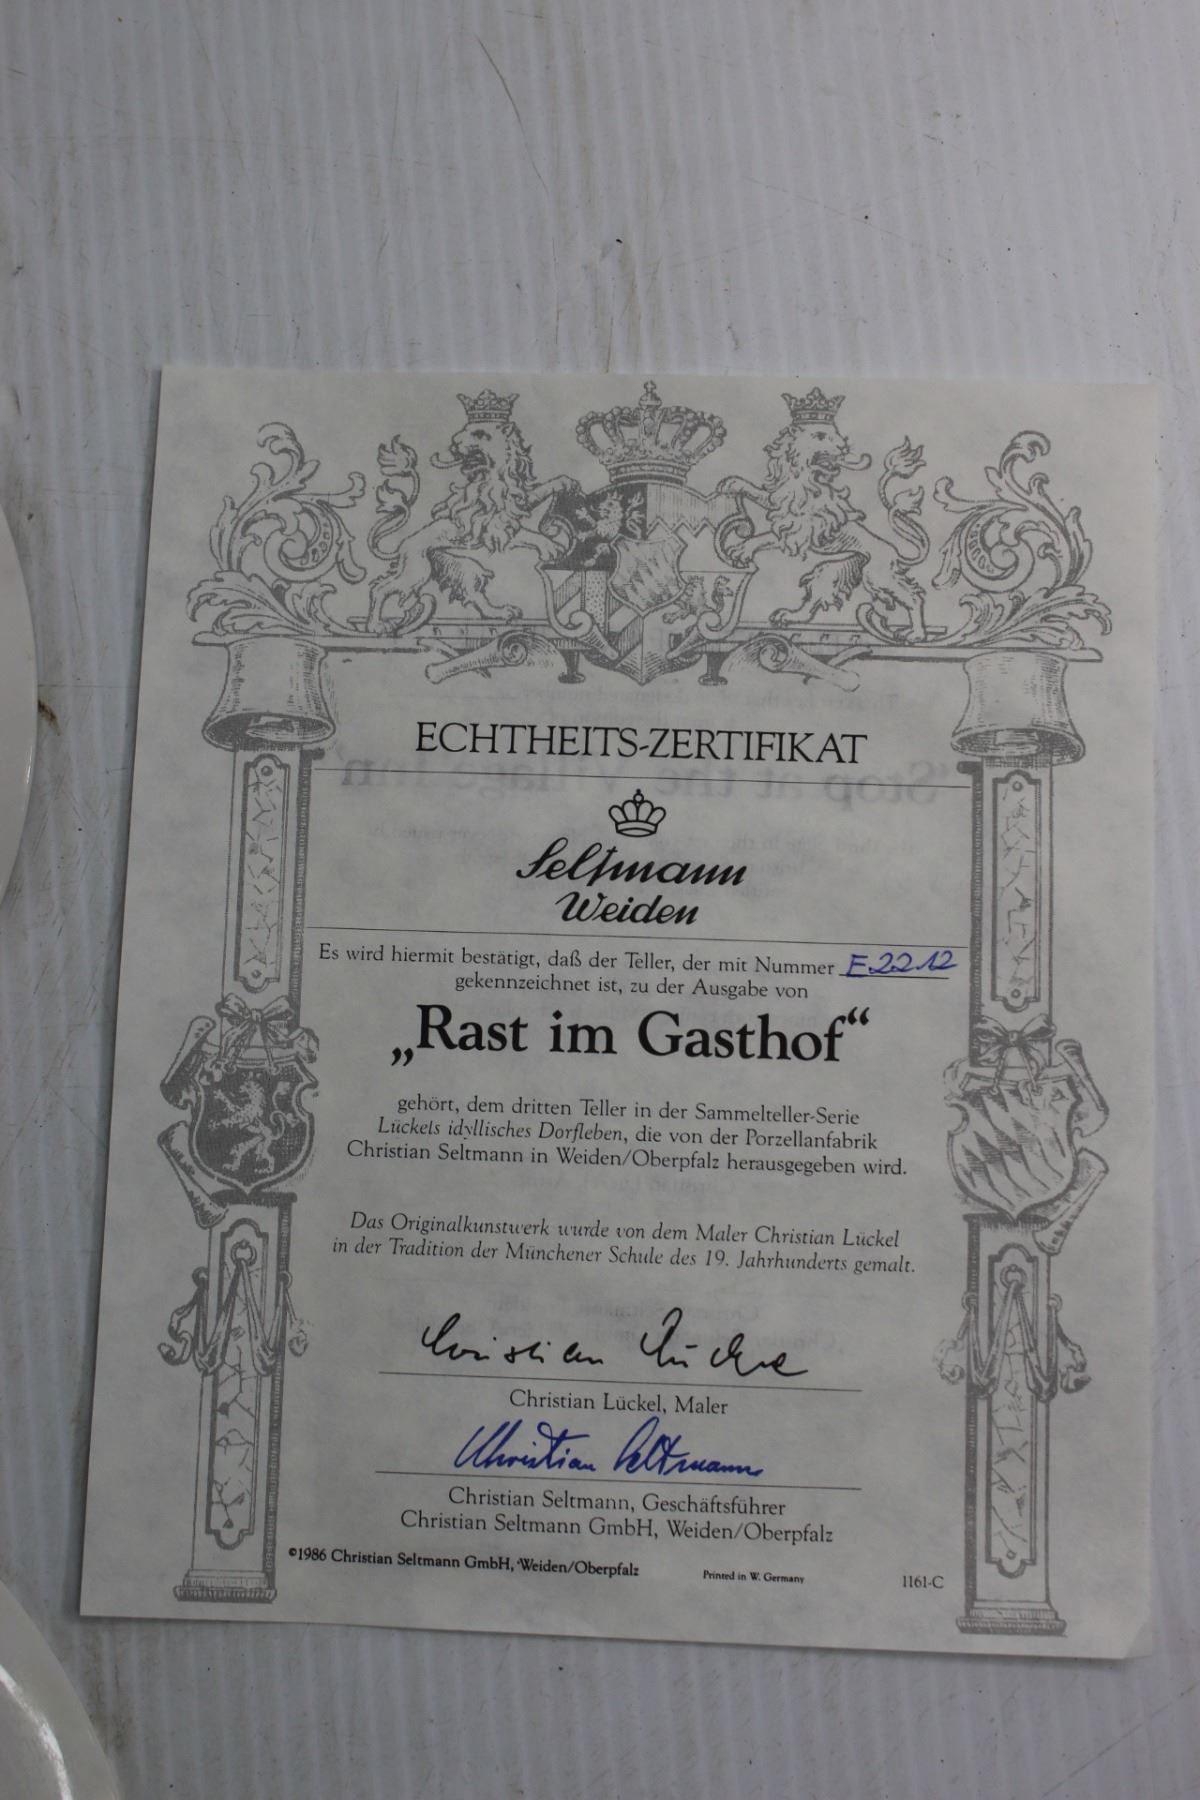 ECHTHEITS-ZERTIFIKAT
Seltmann
Weiden
Es wird hiermit bestätigt, daß der Teller, der mit Nummer E2212
gekennzeichnet ist, zu der Ausgabe von
„Rast im Gasthof“
gehört, dem dritten Teller in der Sammelteller-Serie
Lückels idyllisches Dorfleben, die von der Porzellanfabrik
Christian Seltmann in Weiden/Oberpfalz herausgegeben wird.
Das Originalkunstwerk wurde von dem Maler Christian Lückel
in der Tradition der Münchener Schule des 19. Jahrhunderts gemalt.
Christian Lückel
Christian Lückel, Maler
Christian Seltmann
Christian Seltmann, Geschäftsführer
Christian Seltmann GmbH, Weiden/Oberpfalz
©1986 Christian Seltmann GmbH, Weiden/Oberpfalz Printed in W. Germany 1161-C